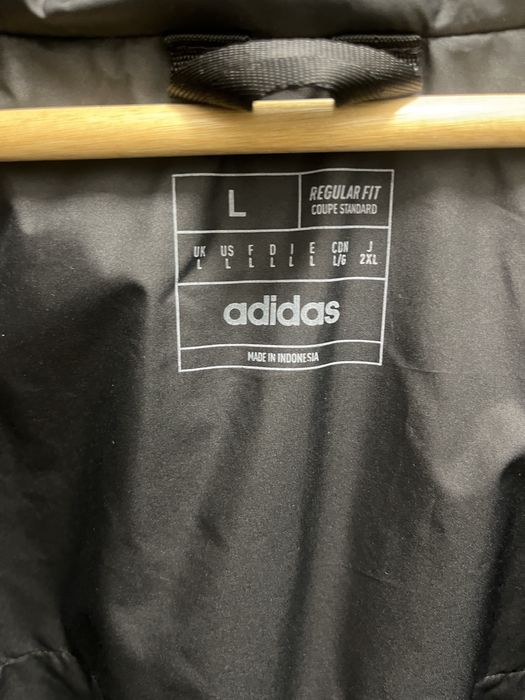 L
REGULAR FIT
COUPE STANDARD
UK US F D I E CDN J
L L L L L L L/G 2XL
adidas
MADE IN INDONESIA